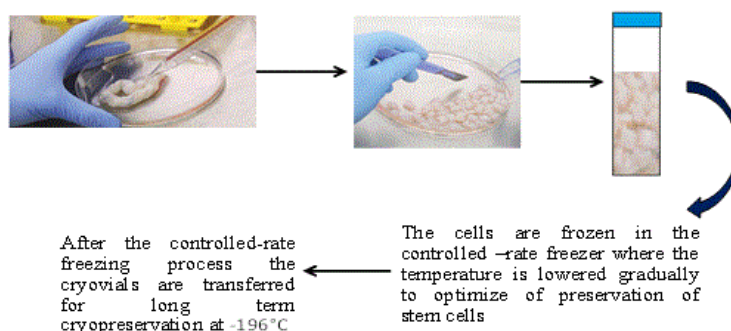 The cells are frozen in the
controlled –rate freezer where the
temperature is lowered gradually
to optimize of preservation of
stem cells
After the controlled-rate
freezing process the
cryovials are transferred
for long term
cryopreservation at -196°C